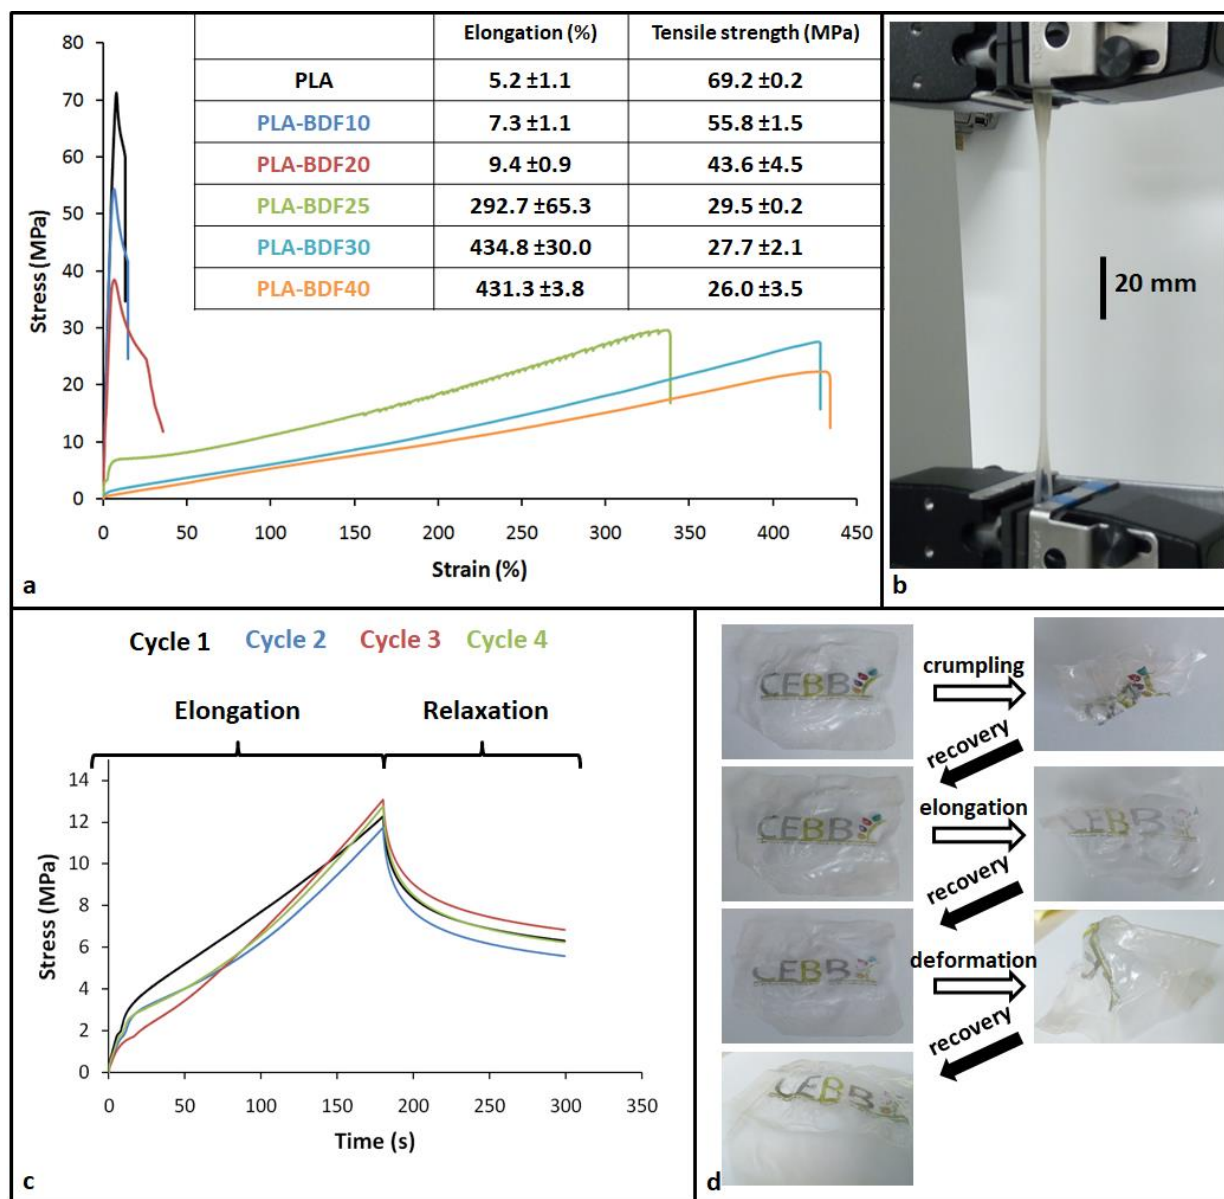 Elongation (%) Tensile strength (MPa)
PLA 5.2 ±1.1 69.2 ±0.2
PLA-BDF10 7.3 ±1.1 55.8 ±1.5
PLA-BDF20 9.4 ±0.9 43.6 ±4.5
PLA-BDF25 292.7 ±65.3 29.5 ±0.2
PLA-BDF30 434.8 ±30.0 27.7 ±2.1
PLA-BDF40 431.3 ±3.8 26.0 ±3.5
80
70
60
50
40
30
20
10
0
Stress (MPa)
0 50 100 150 200 250 300 350 400 450
Strain (%)
a
20 mm
b
Cycle 1 Cycle 2 Cycle 3 Cycle 4
Elongation Relaxation
14
12
10
8
6
4
2
0
Stress (MPa)
0 50 100 150 200 250 300 350
Time (s)
c
CEBB
crumpling
recovery
CEBB
elongation
CEBB
recovery
CEBB
deformation
recovery
CEBB
d